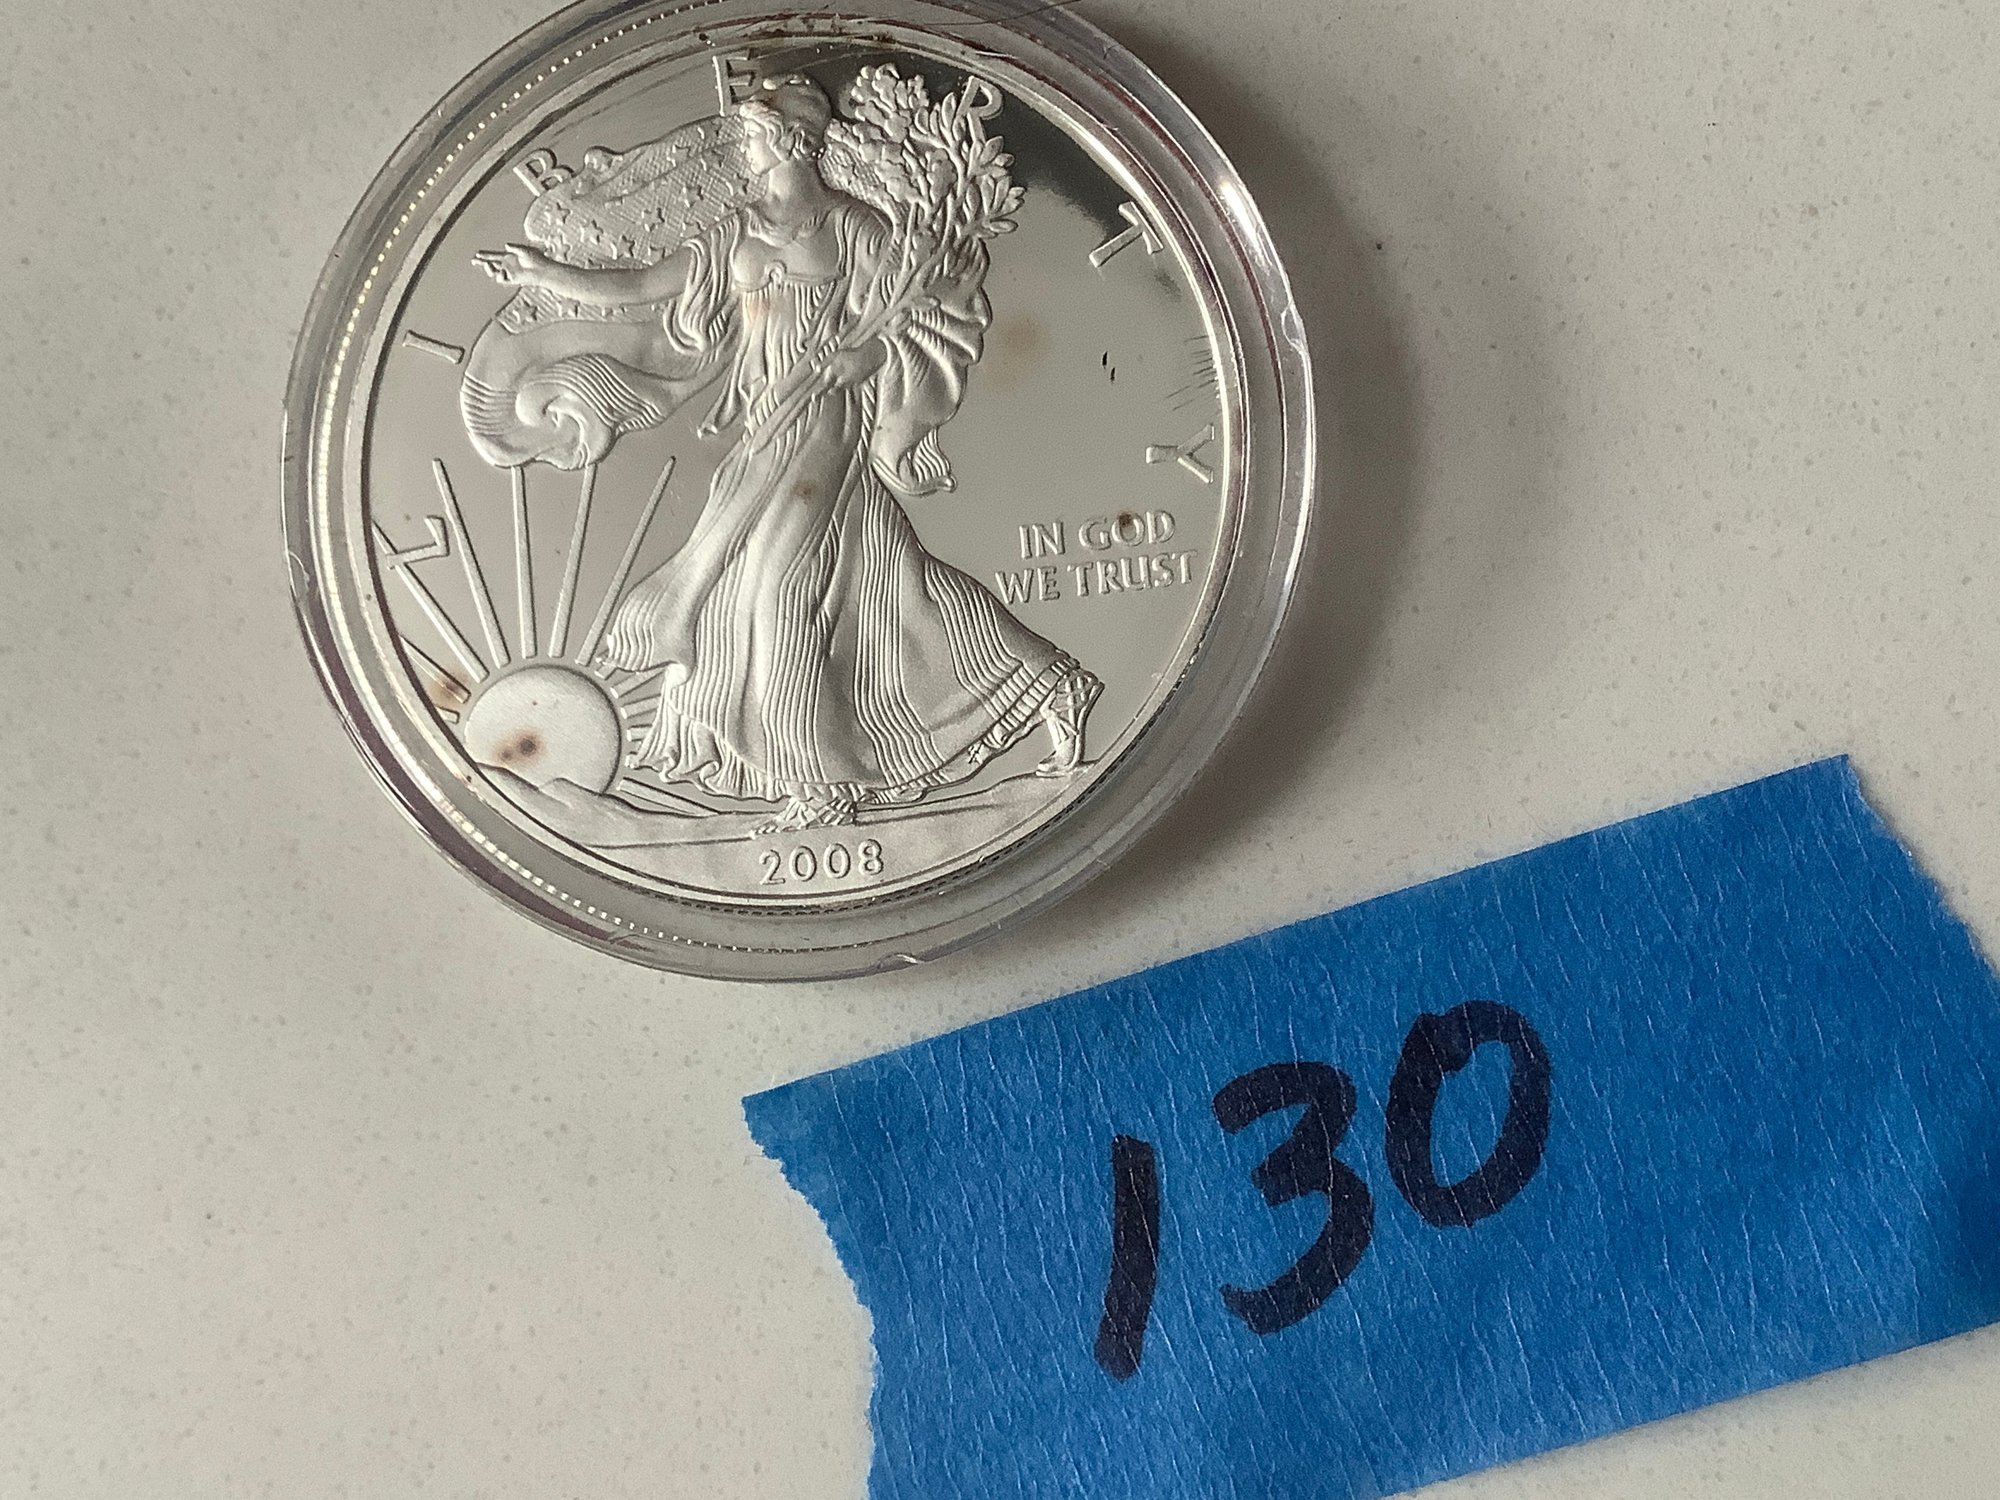 LIBERTY
IN GOD
WE TRUST
2008
130